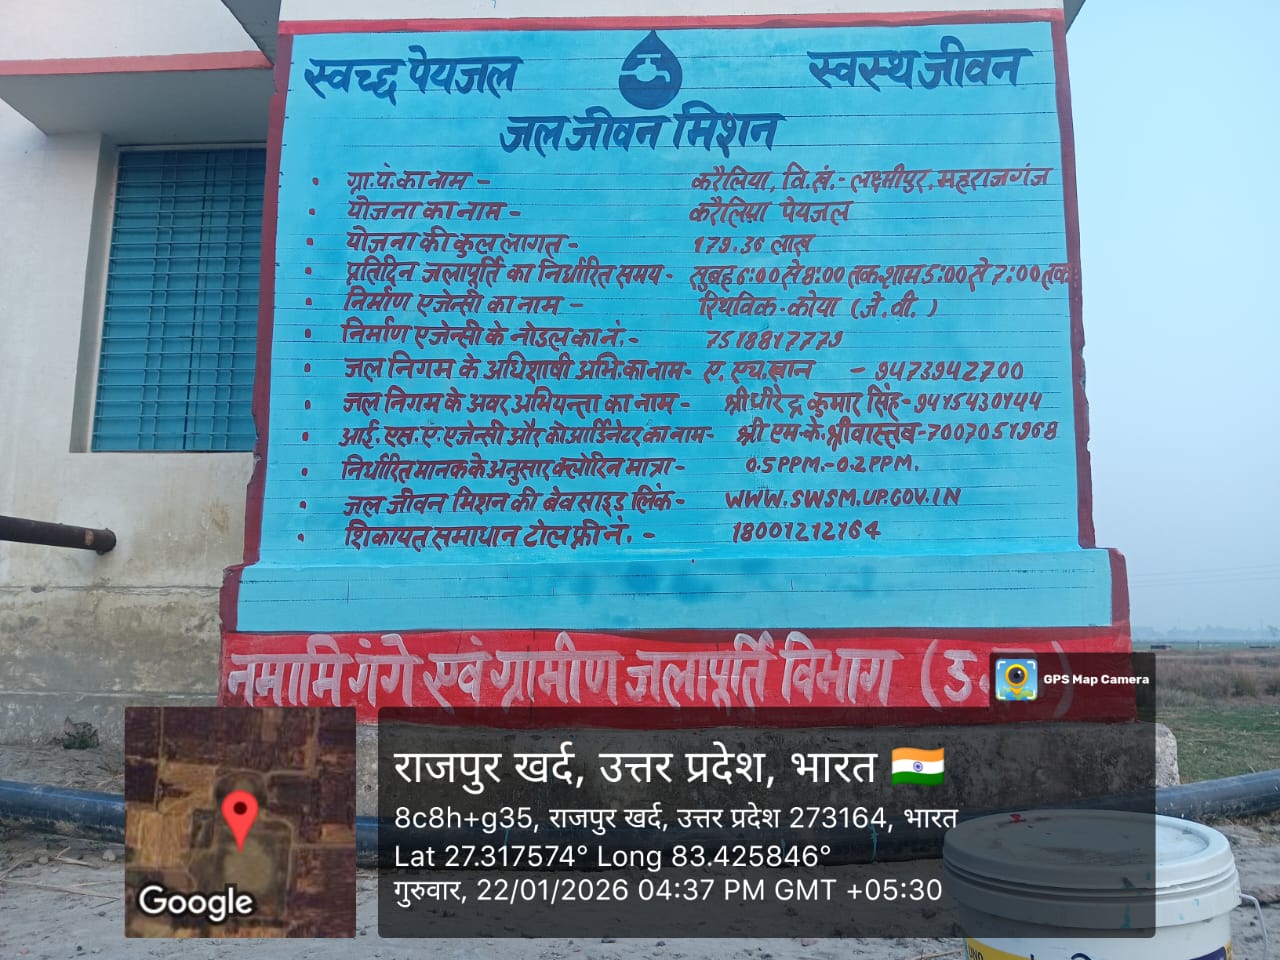 स्वच्छ पेयजल स्वस्थ जीवन
जल जीवन मिशन
• ग्रा.पं. का नाम – करैलिया, वि.खं.- लक्ष्मीपुर, महराजगंज
• योजना का नाम – करैलिया पेयजल
• योजना की कुल लागत - 179.36 लाख
• प्रतिदिन जलापूर्ति का निर्धारित समय - सुबह 6:00 से 8:00 तक शाम 5:00 से 7:00 तक
• निर्माण एजेन्सी का नाम – रिथविक-कोया (जे.वी.)
• निर्माण एजेन्सी के नोडल का नं.- 7518817779
• जल निगम के अधिशाषी अभि. का नाम- ए. एच. खान – 9473942700
• जल निगम के अवर अभियन्ता का नाम – श्री धीरेन्द्र कुमार सिंह-9415430144
• आई. एस. ए. एजेन्सी और कोआर्डिनेटर का नाम- श्री एम. के. श्रीवास्तब-7007051968
• निर्धारित मानक के अनुसार क्लोरिन मात्रा - 0.5 PPM.-0.2 PPM.
• जल जीवन मिशन की बेवसाइड लिंक- WWW.SWSM.UP.GOV.IN
• शिकायत समाधान टोल फ्री नं. - 18001212164
नमामि गंगे एवं ग्रामीण जलापूर्ति विभाग (उ
GPS Map Camera
राजपुर खर्द, उत्तर प्रदेश, भारत
8c8h+g35, राजपुर खर्द, उत्तर प्रदेश 273164, भारत
Lat 27.317574° Long 83.425846°
गुरुवार, 22/01/2026 04:37 PM GMT +05:30
Google